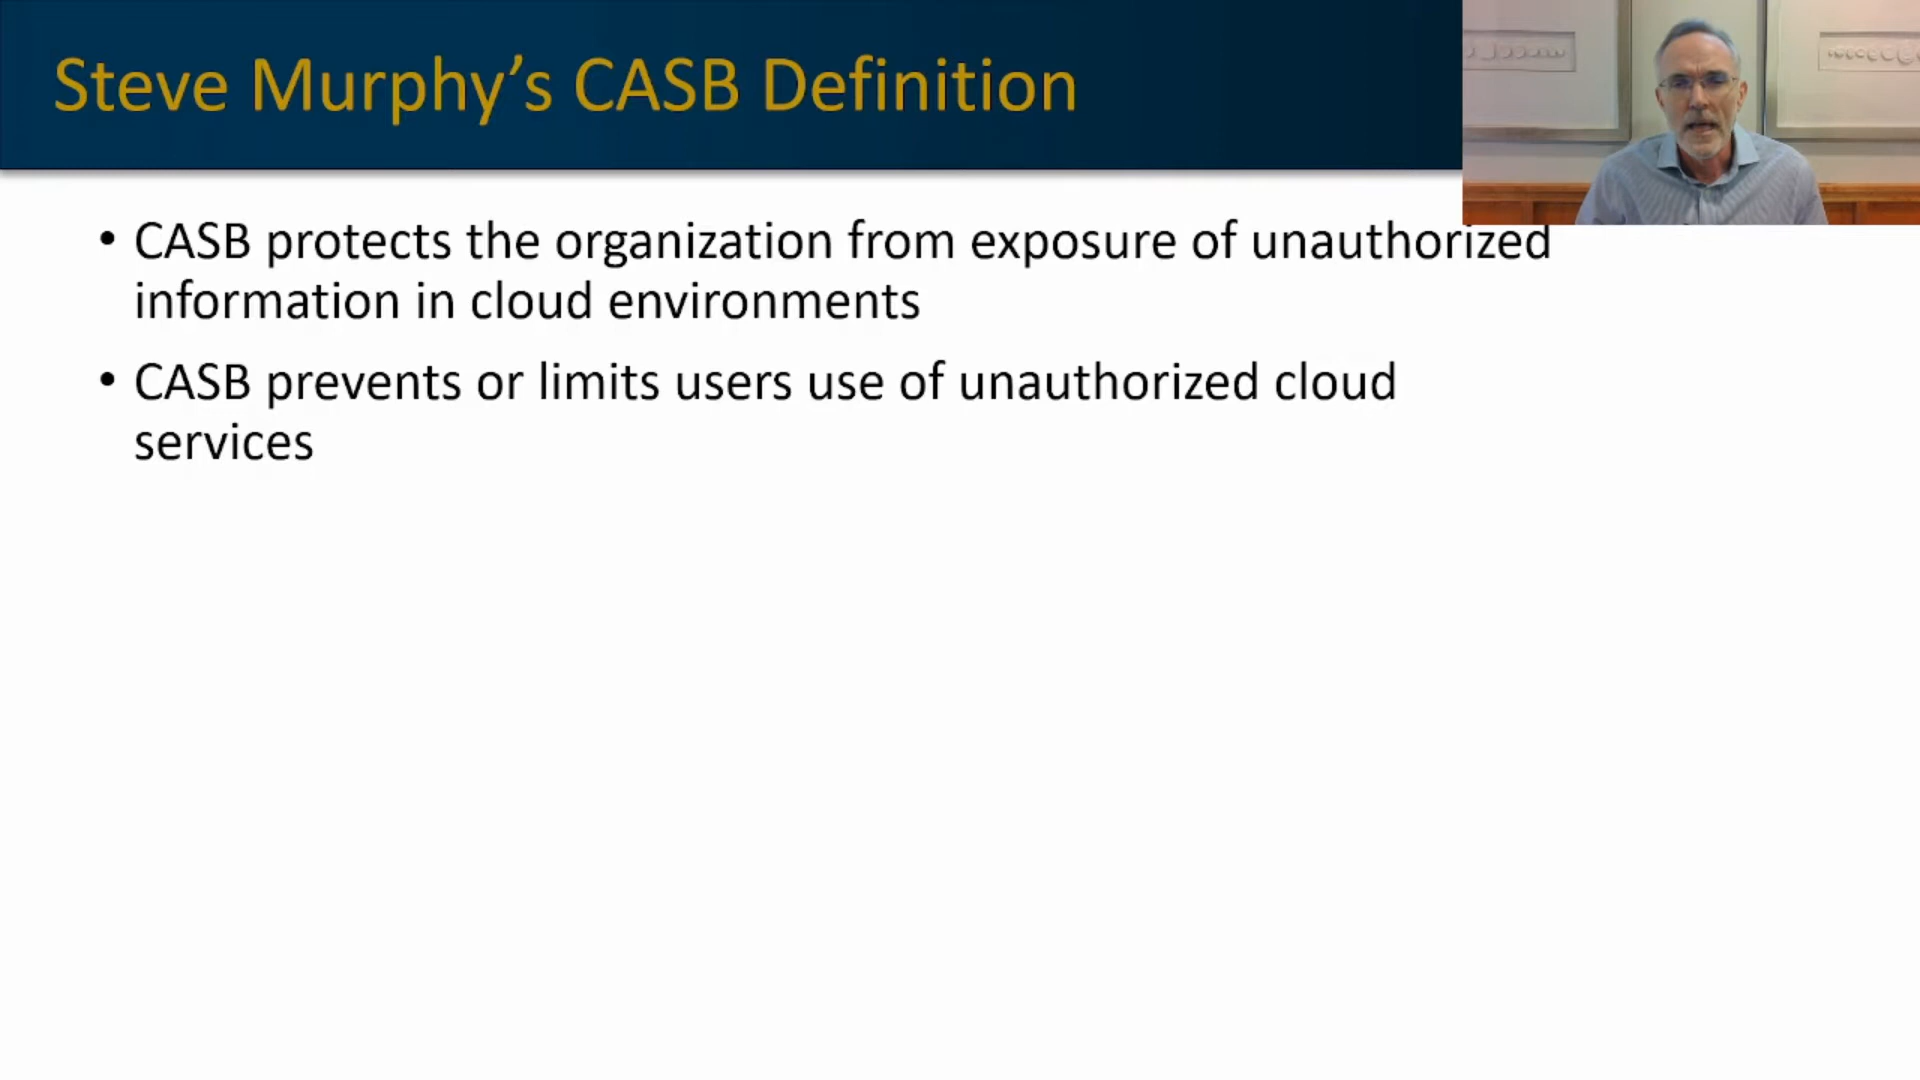 Steve Murphy’s CASB Definition
• CASB protects the organization from exposure of unauthorized
information in cloud environments
• CASB prevents or limits users use of unauthorized cloud
services